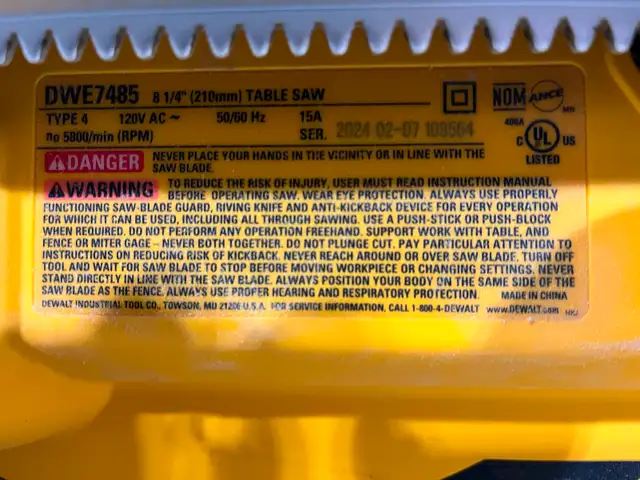 DWE7485 8 1/4" (210mm) TABLE SAW
TYPE 4 120V AC ~ 50/60 Hz 15A
no 5800/min (RPM) SER. 2024 02-07 109564
NOM ANCE
C UL US
LISTED
DANGER NEVER PLACE YOUR HANDS IN THE VICINITY OR IN LINE WITH THE
SAW BLADE.
WARNING TO REDUCE THE RISK OF INJURY, USER MUST READ INSTRUCTION MANUAL
BEFORE OPERATING SAW. WEAR EYE PROTECTION. ALWAYS USE PROPERLY
FUNCTIONING SAW-BLADE GUARD, RIVING KNIFE AND ANTI-KICKBACK DEVICE FOR EVERY OPERATION
FOR WHICH IT CAN BE USED, INCLUDING ALL THROUGH SAWING. USE A PUSH-STICK OR PUSH-BLOCK
WHEN REQUIRED. DO NOT PERFORM ANY OPERATION FREEHAND. SUPPORT WORK WITH TABLE, AND
FENCE OR MITER GAGE – NEVER BOTH TOGETHER. DO NOT PLUNGE CUT. PAY PARTICULAR ATTENTION TO
INSTRUCTIONS ON REDUCING RISK OF KICKBACK. NEVER REACH AROUND OR OVER SAW BLADE. TURN OFF
TOOL AND WAIT FOR SAW BLADE TO STOP BEFORE MOVING WORKPIECE OR CHANGING SETTINGS. NEVER
STAND DIRECTLY IN LINE WITH THE SAW BLADE. ALWAYS POSITION YOUR BODY ON THE SAME SIDE OF THE
SAW BLADE AS THE FENCE. ALWAYS USE PROPER HEARING AND RESPIRATORY PROTECTION. MADE IN CHINA
DEWALT INDUSTRIAL TOOL CO., TOWSON, MD 21286 U.S.A. FOR SERVICE INFORMATION, CALL 1-800-4-DEWALT www.DEWALT.com